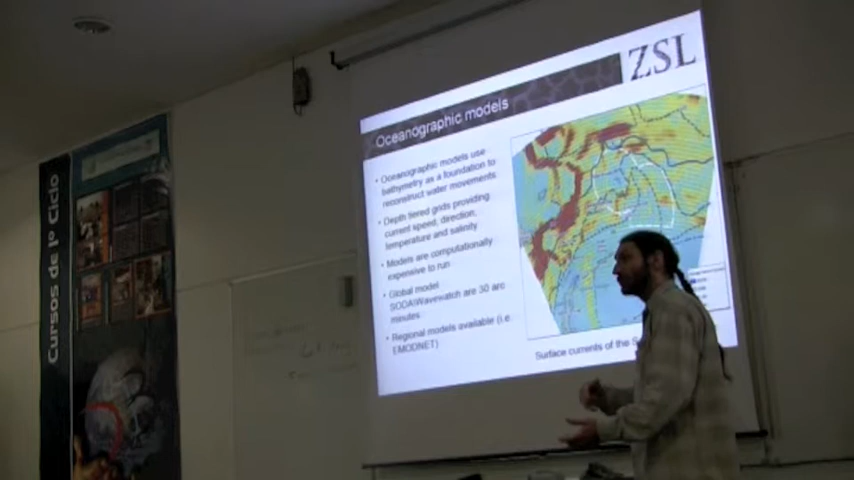 Cursos de 1º Ciclo
ZSL
Oceanographic models
• Oceanographic models use
bathymetry as a foundation to
reconstruct water movements
• Depth tiered grids providing
current speed, direction,
temperature and salinity
• Models are computationally
expensive to run
• Global model
SODA\Wavewatch are 30 arc
minutes
• Regional models available (i.e.
EMODNET)
Surface currents of the